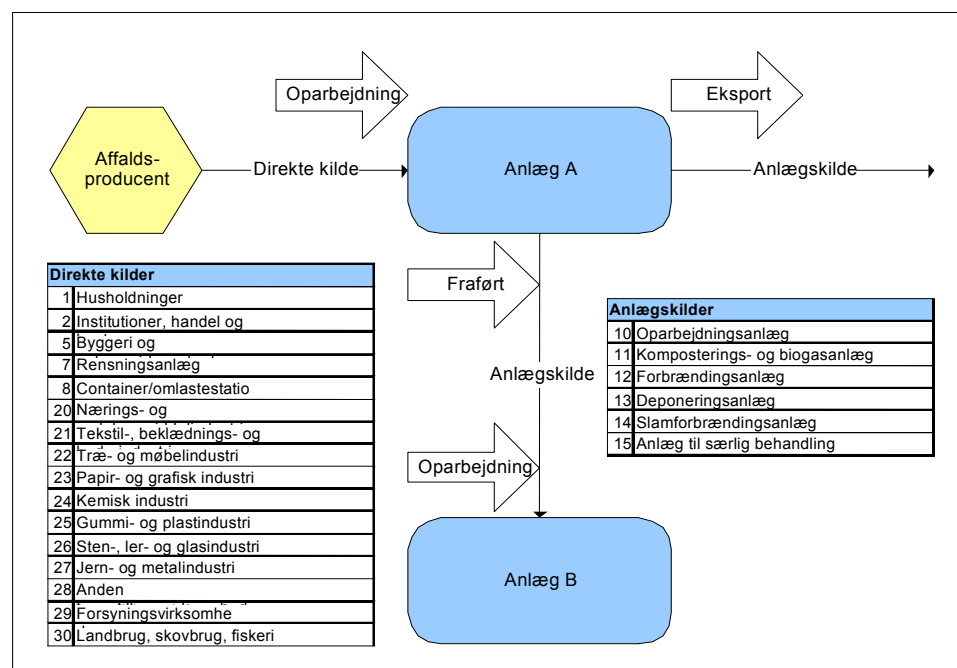 Oparbejdning
Eksport
Affalds-
producent
Direkte kilde
Anlæg A
Anlægskilde
Fraført
Anlægskilde
Oparbejdning
Anlæg B
Direkte kilder
1 Husholdninger
2 Institutioner, handel og
5 Byggeri og
7 Rensningsanlæg
8 Container/omlastestatio
20 Nærings- og
21 Tekstil-, beklædnings- og
22 Træ- og møbelindustri
23 Papir- og grafisk industri
24 Kemisk industri
25 Gummi- og plastindustri
26 Sten-, ler- og glasindustri
27 Jern- og metalindustri
28 Anden
29 Forsyningsvirksomhe
30 Landbrug, skovbrug, fiskeri
Anlægskilder
10 Oparbejdningsanlæg
11 Komposterings- og biogasanlæg
12 Forbrændingsanlæg
13 Deponeringsanlæg
14 Slamforbrændingsanlæg
15 Anlæg til særlig behandling